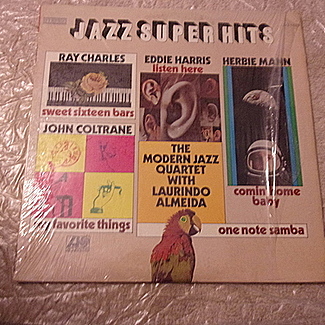 JAZZ SUPER HITS
RAY CHARLES
sweet sixteen bars
EDDIE HARRIS
listen here
HERBIE MANN
comin' home
baby
JOHN COLTRANE
my favorite things
THE
MODERN JAZZ
QUARTET
WITH
LAURINDO
ALMEIDA
one note samba